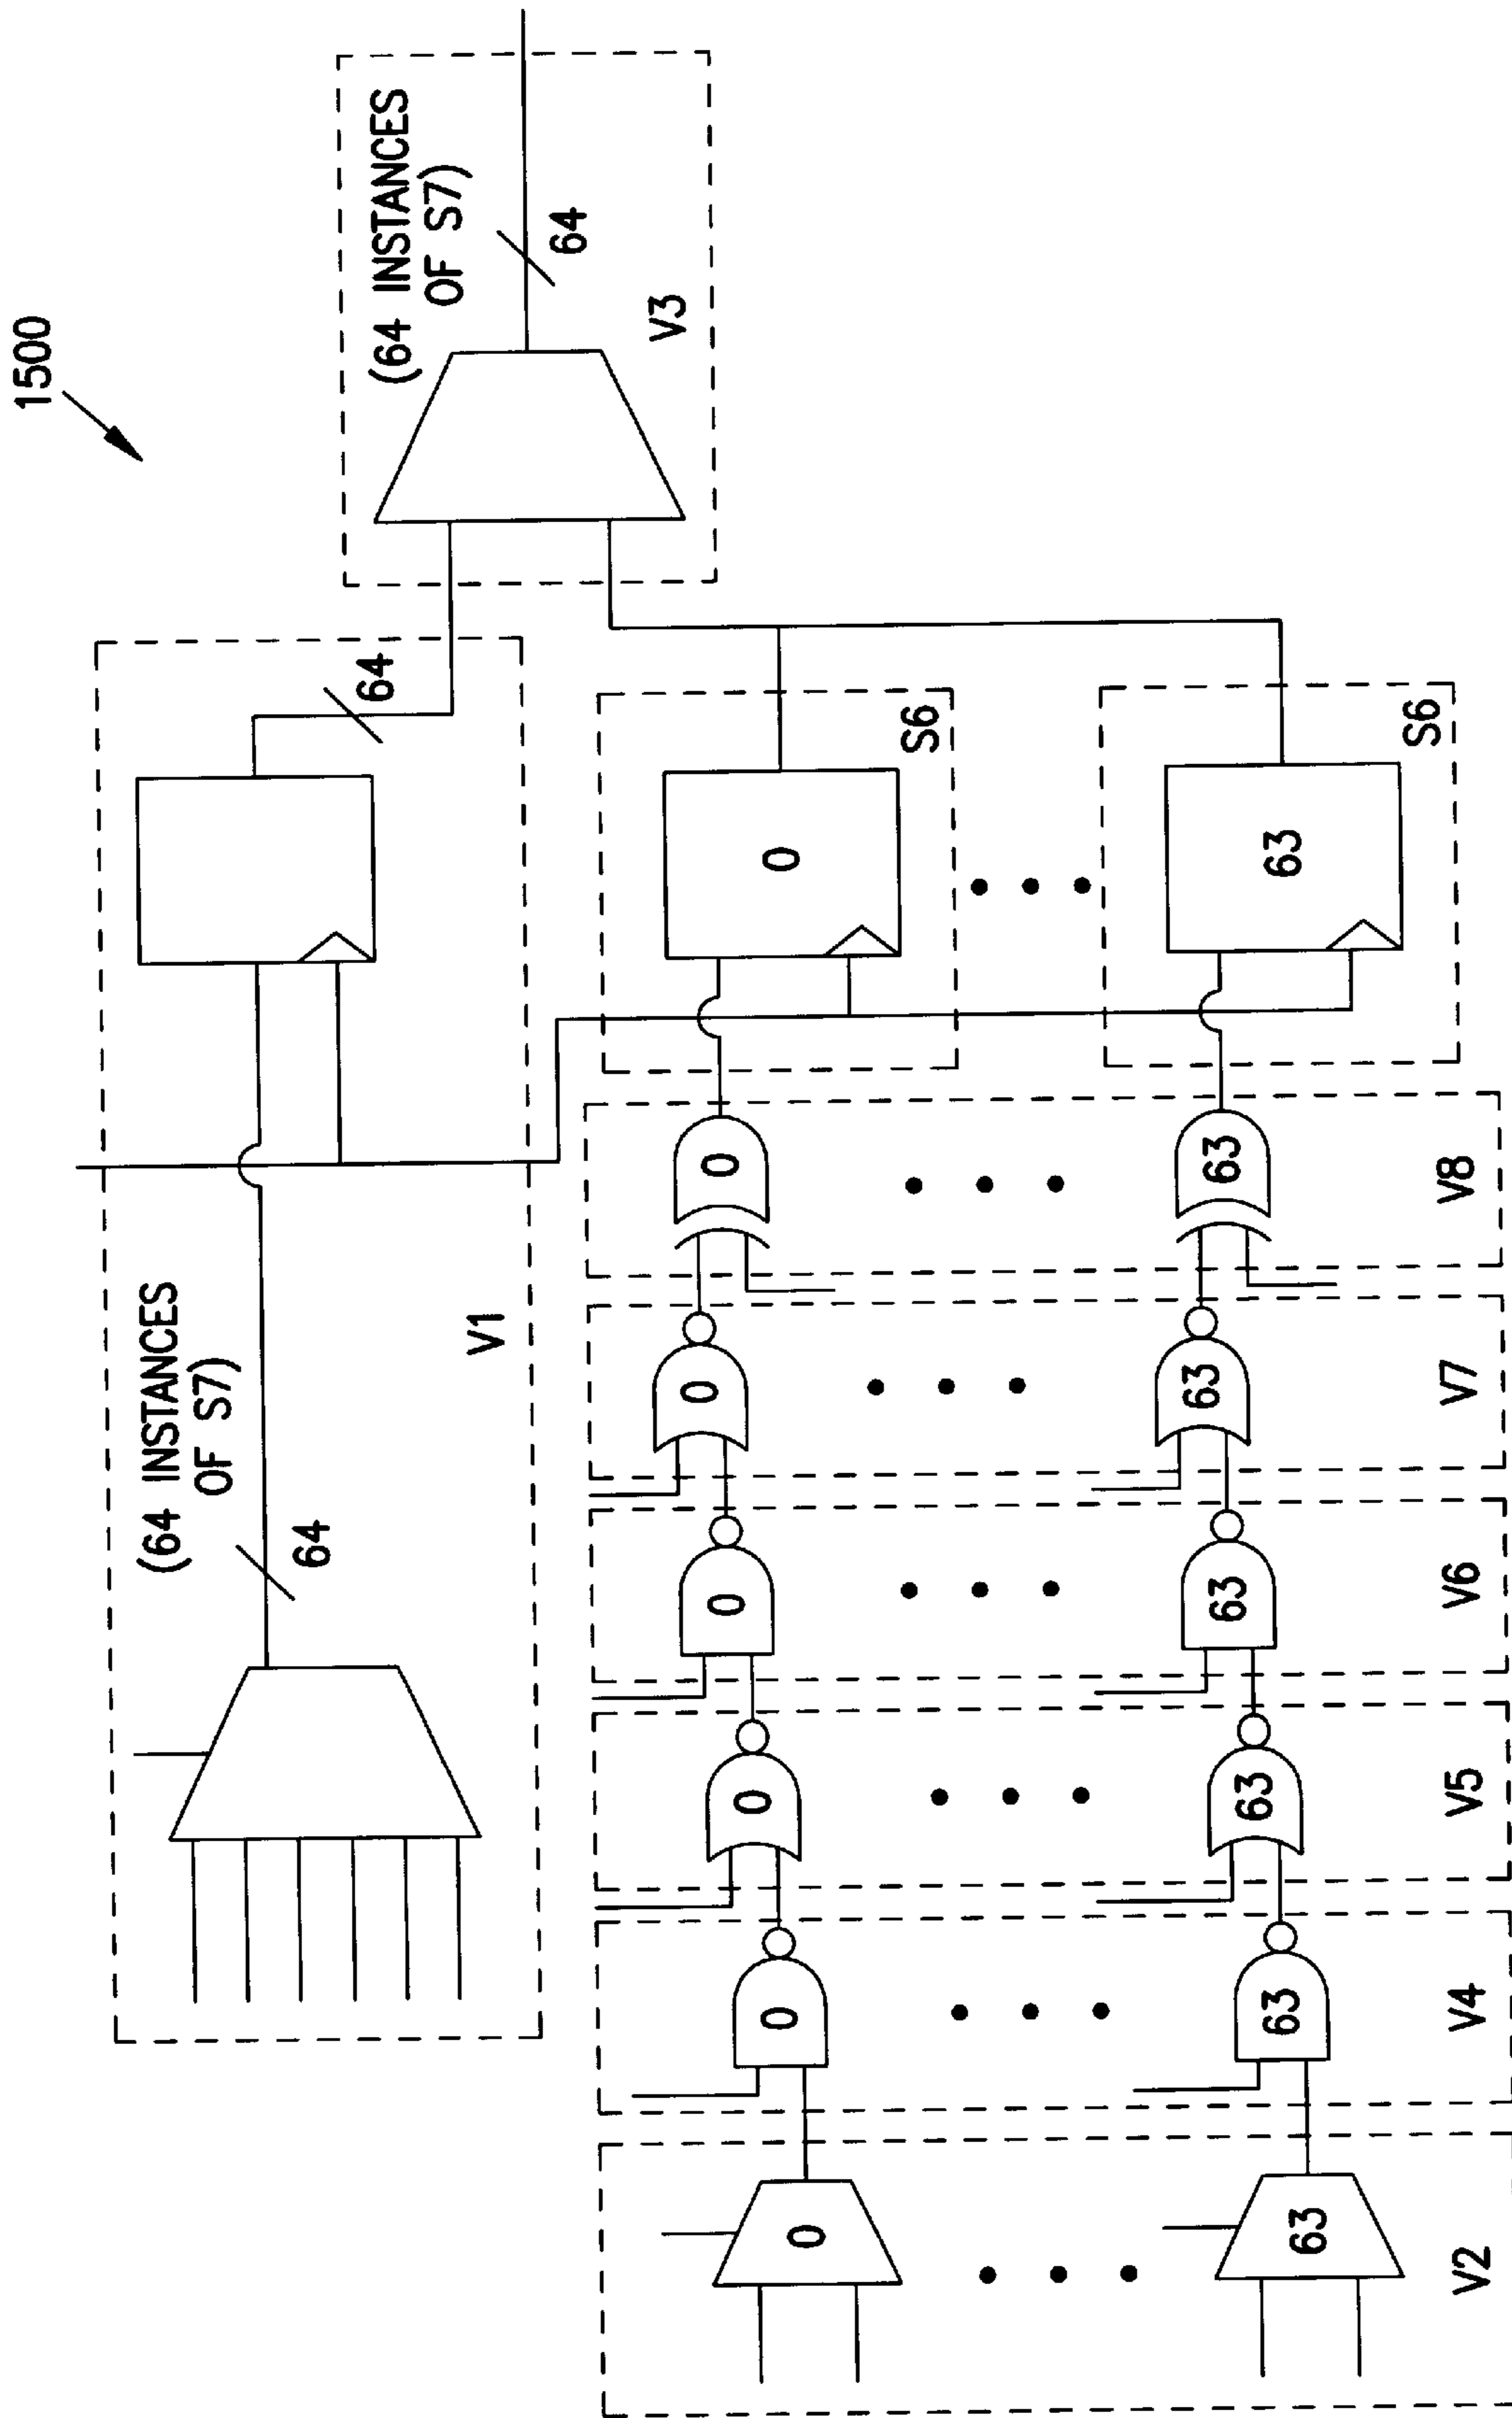 1500
(64 INSTANCES
OF S7)
64
V1
64
(64 INSTANCES
OF S7)
64
V3
0
0
0
0
0
0
0
S6
63
63
63
63
63
63
63
S6
V2
V4
V5
V6
V7
V8